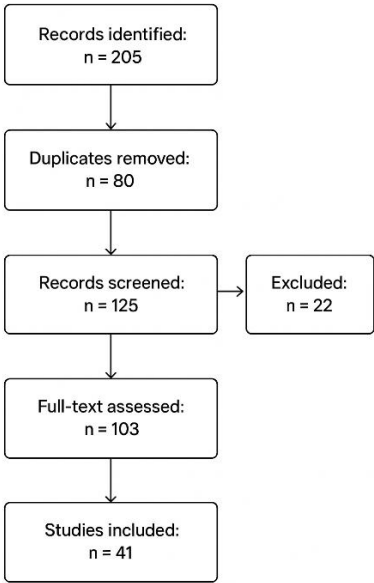 Records identified:
n = 205
Duplicates removed:
n = 80
Records screened:
n = 125
Excluded:
n = 22
Full-text assessed:
n = 103
Studies included:
n = 41